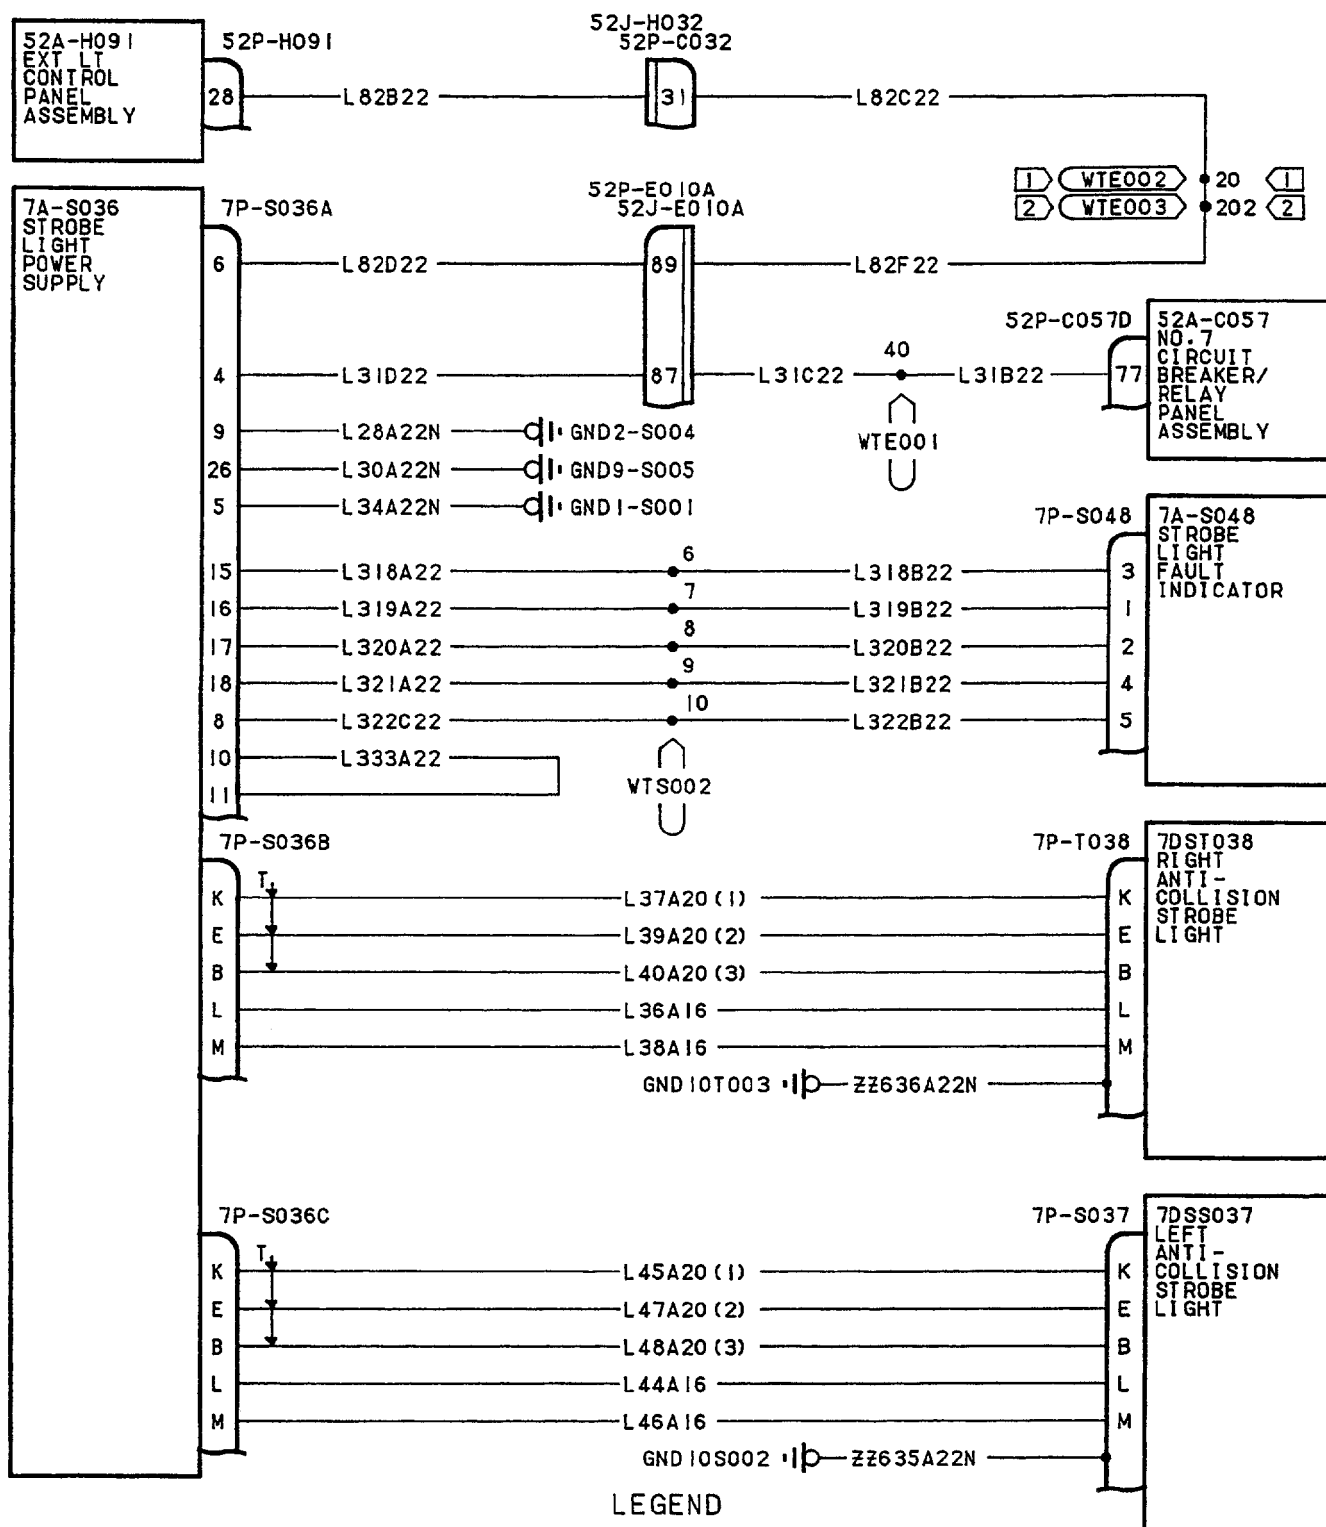 52J-H032
52A-H091 52P-H091 52P-C032
EXT LT
CONTROL
PANEL
ASSEMBLY
28 L82B22 31 L82C22
1 WTE002 20 1
2 WTE003 202 2
52P-E010A
52J-E010A
7A-S036 7P-S036A
STROBE
LIGHT
POWER
SUPPLY
6 L82D22 89 L82F22
52P-C057D 52A-C057
NO.7
CIRCUIT
BREAKER/
RELAY
PANEL
ASSEMBLY
4 L31D22 87 L31C22 40 L31B22 77
WTE001
9 L28A22N GND2-S004
26 L30A22N GND9-S005
5 L34A22N GND1-S001
7P-S048 7A-S048
STROBE
LIGHT
FAULT
INDICATOR
15 L318A22 6 L318B22 3
16 L319A22 7 L319B22 1
17 L320A22 8 L320B22 2
18 L321A22 9 L321B22 4
8 L322C22 10 L322B22 5
10 L333A22
11
WTS002
7P-S036B 7P-T038 7DST038
RIGHT
ANTI-
COLLISION
STROBE
LIGHT
T
K L37A20(1) K
E L39A20(2) E
B L40A20(3) B
L L36A16 L
M L38A16 M
GND10T003 ZZ636A22N
7P-S036C 7P-S037 7DSS037
LEFT
ANTI-
COLLISION
STROBE
LIGHT
T
K L45A20(1) K
E L47A20(2) E
B L48A20(3) B
L L44A16 L
M L46A16 M
GND10S002 ZZ635A22N
LEGEND